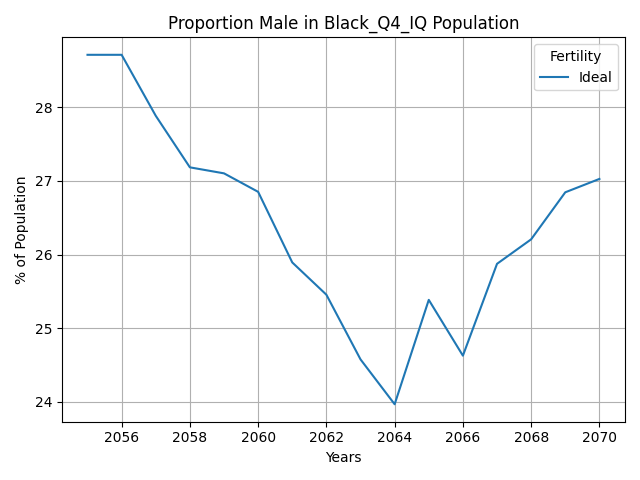 Proportion Male in Black_Q4_IQ Population
Fertility
Ideal
28
27
26
25
24
% of Population
2056 2058 2060 2062 2064 2066 2068 2070
Years